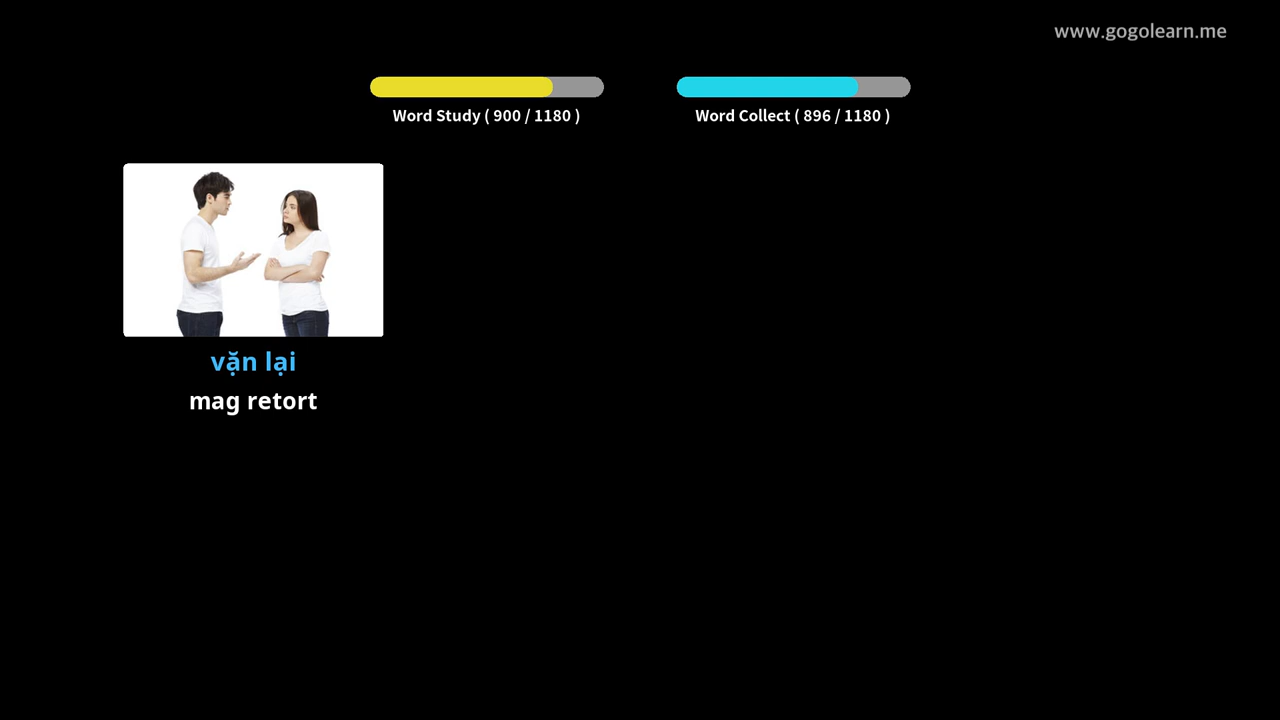 www.gogolearn.me
Word Study ( 900 / 1180 )
Word Collect ( 896 / 1180 )
vặn lại
mag retort